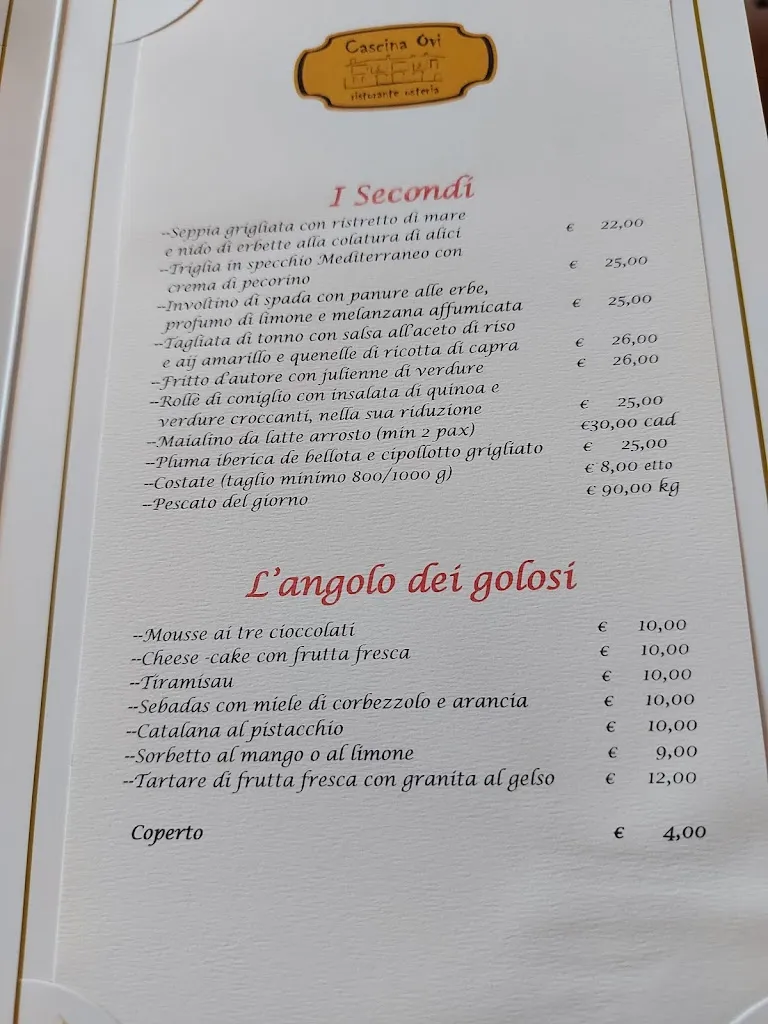 Cascina Ovi
ristorante osteria
I Secondi
--Seppia grigliata con ristretto di mare
e nido di erbette alla colatura di alici € 22,00
--Triglia in specchio Mediterraneo con
crema di pecorino € 25,00
--Involtino di spada con panure alle erbe,
profumo di limone e melanzana affumicata € 25,00
--Tagliata di tonno con salsa all'aceto di riso
e aij amarillo e quenelle di ricotta di capra € 26,00
--Fritto d'autore con julienne di verdure € 26,00
--Rollè di coniglio con insalata di quinoa e
verdure croccanti, nella sua riduzione € 25,00
--Maialino da latte arrosto (min 2 pax) €30,00 cad
--Pluma iberica de bellota e cipollotto grigliato € 25,00
--Costate (taglio minimo 800/1000 g) € 8,00 etto
--Pescato del giorno € 90,00 kg
L'angolo dei golosi
--Mousse ai tre cioccolati € 10,00
--Cheese -cake con frutta fresca € 10,00
--Tiramisau € 10,00
--Sebadas con miele di corbezzolo e arancia € 10,00
--Catalana al pistacchio € 10,00
--Sorbetto al mango o al limone € 9,00
--Tartare di frutta fresca con granita al gelso € 12,00
Coperto € 4,00